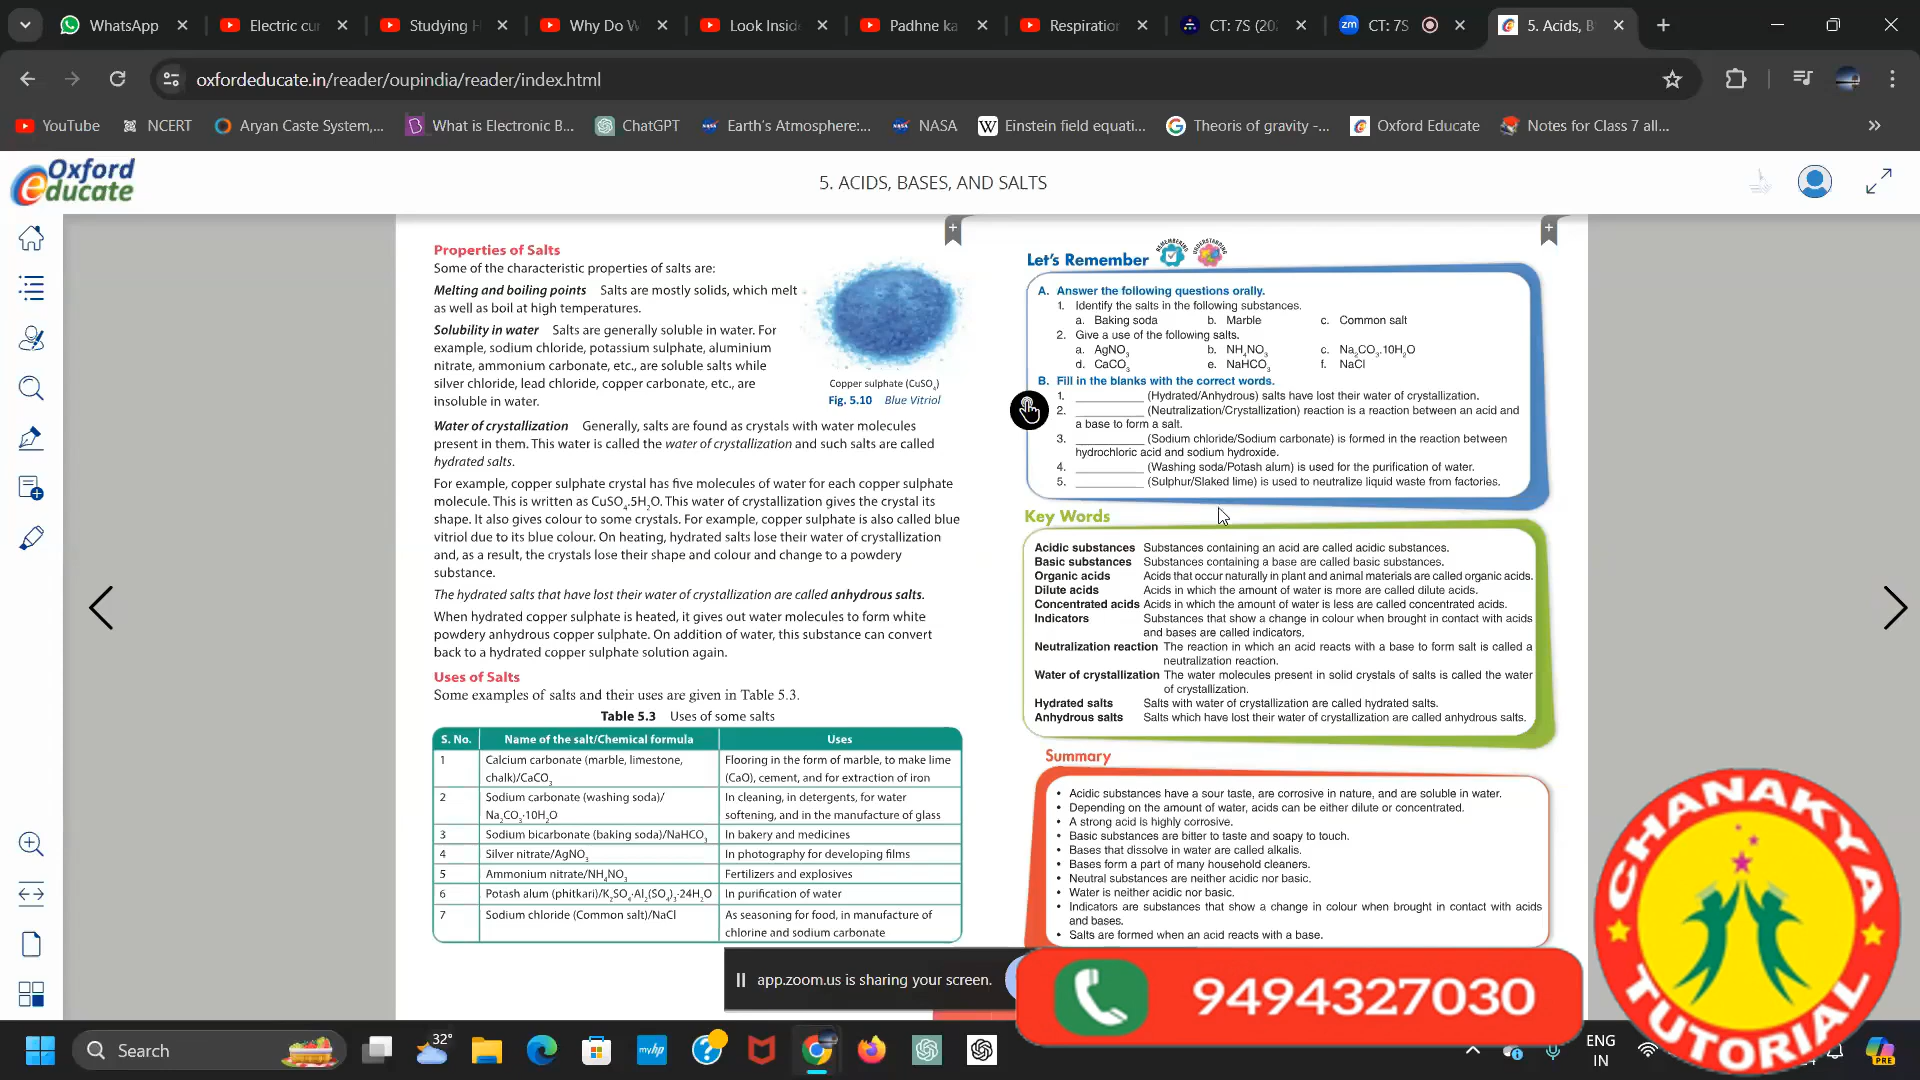 WhatsApp
Electric cu
Studying H
Why Do W
Look Insid
Padhne ka
Respiration
CT: 7S (202
CT: 7S
5. Acids, B
oxfordeducate.in/reader/oupindia/reader/index.html
YouTube
NCERT
Aryan Caste System,...
What is Electronic B...
ChatGPT
Earth's Atmosphere:...
NASA
Einstein field equati...
Theoris of gravity -...
Oxford Educate
Notes for Class 7 all...
Oxford
educate
5. ACIDS, BASES, AND SALTS
Properties of Salts
Some of the characteristic properties of salts are:
Melting and boiling points Salts are mostly solids, which melt
as well as boil at high temperatures.
Solubility in water Salts are generally soluble in water. For
example, sodium chloride, potassium sulphate, aluminium
nitrate, ammonium carbonate, etc., are soluble salts while
silver chloride, lead chloride, copper carbonate, etc., are
insoluble in water.
Copper sulphate (CuSO4)
Fig. 5.10 Blue Vitriol
Water of crystallization Generally, salts are found as crystals with water molecules
present in them. This water is called the water of crystallization and such salts are called
hydrated salts.
For example, copper sulphate crystal has five molecules of water for each copper sulphate
molecule. This is written as CuSO4.5H2O. This water of crystallization gives the crystal its
shape. It also gives colour to some crystals. For example, copper sulphate is also called blue
vitriol due to its blue colour. On heating, hydrated salts lose their water of crystallization
and, as a result, the crystals lose their shape and colour and change to a powdery
substance.
The hydrated salts that have lost their water of crystallization are called anhydrous salts.
When hydrated copper sulphate is heated, it gives out water molecules to form white
powdery anhydrous copper sulphate. On addition of water, this substance can convert
back to a hydrated copper sulphate solution again.
Uses of Salts
Some examples of salts and their uses are given in Table 5.3.
Table 5.3 Uses of some salts
S. No. Name of the salt/Chemical formula Uses
1 Calcium carbonate (marble, limestone, Flooring in the form of marble, to make lime
chalk)/CaCO3 (CaO), cement, and for extraction of iron
2 Sodium carbonate (washing soda)/ In cleaning, in detergents, for water
Na2CO3·10H2O softening, and in the manufacture of glass
3 Sodium bicarbonate (baking soda)/NaHCO3 In bakery and medicines
4 Silver nitrate/AgNO3 In photography for developing films
5 Ammonium nitrate/NH4NO3 Fertilizers and explosives
6 Potash alum (phitkari)/K2SO4·Al2(SO4)3·24H2O In purification of water
7 Sodium chloride (Common salt)/NaCl As seasoning for food, in manufacture of
chlorine and sodium carbonate
Let's Remember
REMEMBERING
UNDERSTANDING
A. Answer the following questions orally.
1. Identify the salts in the following substances.
a. Baking soda b. Marble c. Common salt
2. Give a use of the following salts.
a. AgNO3 b. NH4NO3 c. Na2CO3.10H2O
d. CaCO3 e. NaHCO3 f. NaCl
B. Fill in the blanks with the correct words.
1. __________ (Hydrated/Anhydrous) salts have lost their water of crystallization.
2. __________ (Neutralization/Crystallization) reaction is a reaction between an acid and
a base to form a salt.
3. __________ (Sodium chloride/Sodium carbonate) is formed in the reaction between
hydrochloric acid and sodium hydroxide.
4. __________ (Washing soda/Potash alum) is used for the purification of water.
5. __________ (Sulphur/Slaked lime) is used to neutralize liquid waste from factories.
Key Words
Acidic substances Substances containing an acid are called acidic substances.
Basic substances Substances containing a base are called basic substances.
Organic acids Acids that occur naturally in plant and animal materials are called organic acids.
Dilute acids Acids in which the amount of water is more are called dilute acids.
Concentrated acids Acids in which the amount of water is less are called concentrated acids.
Indicators Substances that show a change in colour when brought in contact with acids
and bases are called indicators.
Neutralization reaction The reaction in which an acid reacts with a base to form salt is called a
neutralization reaction.
Water of crystallization The water molecules present in solid crystals of salts is called the water
of crystallization.
Hydrated salts Salts with water of crystallization are called hydrated salts.
Anhydrous salts Salts which have lost their water of crystallization are called anhydrous salts.
Summary
• Acidic substances have a sour taste, are corrosive in nature, and are soluble in water.
• Depending on the amount of water, acids can be either dilute or concentrated.
• A strong acid is highly corrosive.
• Basic substances are bitter to taste and soapy to touch.
• Bases that dissolve in water are called alkalis.
• Bases form a part of many household cleaners.
• Neutral substances are neither acidic nor basic.
• Water is neither acidic nor basic.
• Indicators are substances that show a change in colour when brought in contact with acids
and bases.
• Salts are formed when an acid reacts with a base.
app.zoom.us is sharing your screen.
9494327030
CHANAKYA
TUTORIAL
Search
32°
myhp
ENG
IN
PRE